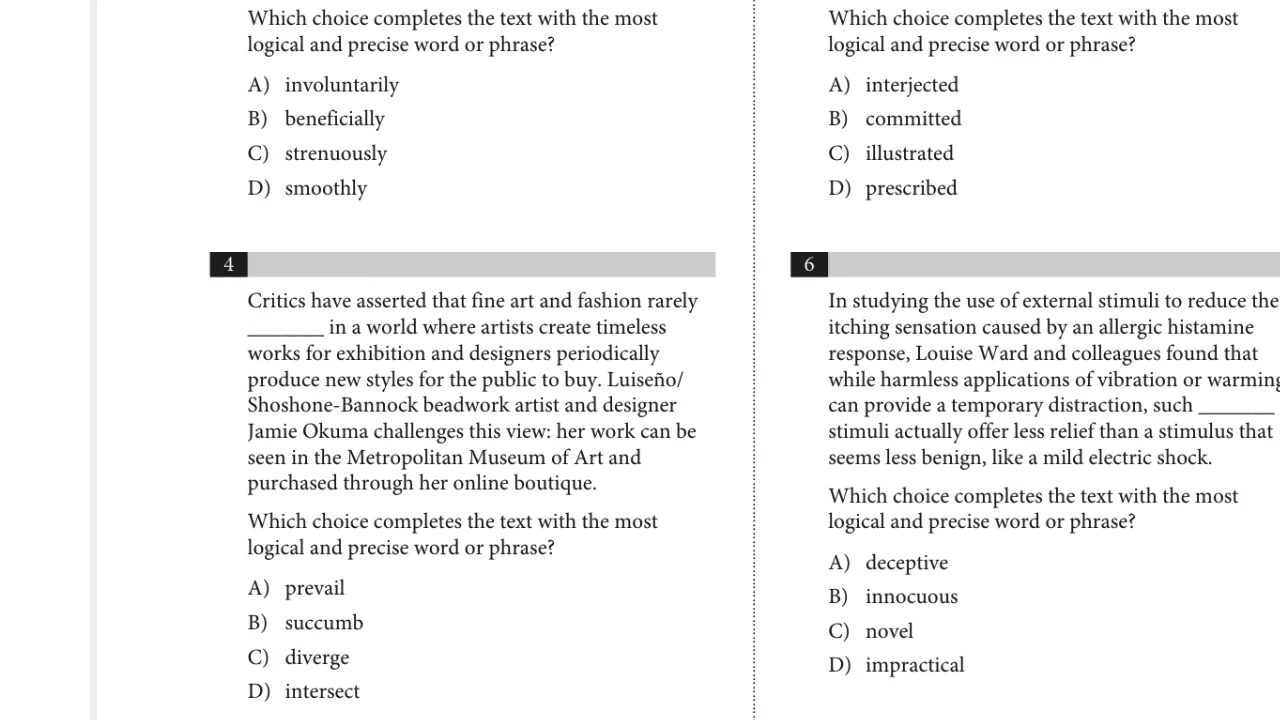 Which choice completes the text with the most
logical and precise word or phrase?
A) involuntarily
B) beneficially
C) strenuously
D) smoothly
4
Critics have asserted that fine art and fashion rarely
_______ in a world where artists create timeless
works for exhibition and designers periodically
produce new styles for the public to buy. Luiseño/
Shoshone-Bannock beadwork artist and designer
Jamie Okuma challenges this view: her work can be
seen in the Metropolitan Museum of Art and
purchased through her online boutique.
Which choice completes the text with the most
logical and precise word or phrase?
A) prevail
B) succumb
C) diverge
D) intersect
Which choice completes the text with the most
logical and precise word or phrase?
A) interjected
B) committed
C) illustrated
D) prescribed
6
In studying the use of external stimuli to reduce the
itching sensation caused by an allergic histamine
response, Louise Ward and colleagues found that
while harmless applications of vibration or warming
can provide a temporary distraction, such _______
stimuli actually offer less relief than a stimulus that
seems less benign, like a mild electric shock.
Which choice completes the text with the most
logical and precise word or phrase?
A) deceptive
B) innocuous
C) novel
D) impractical